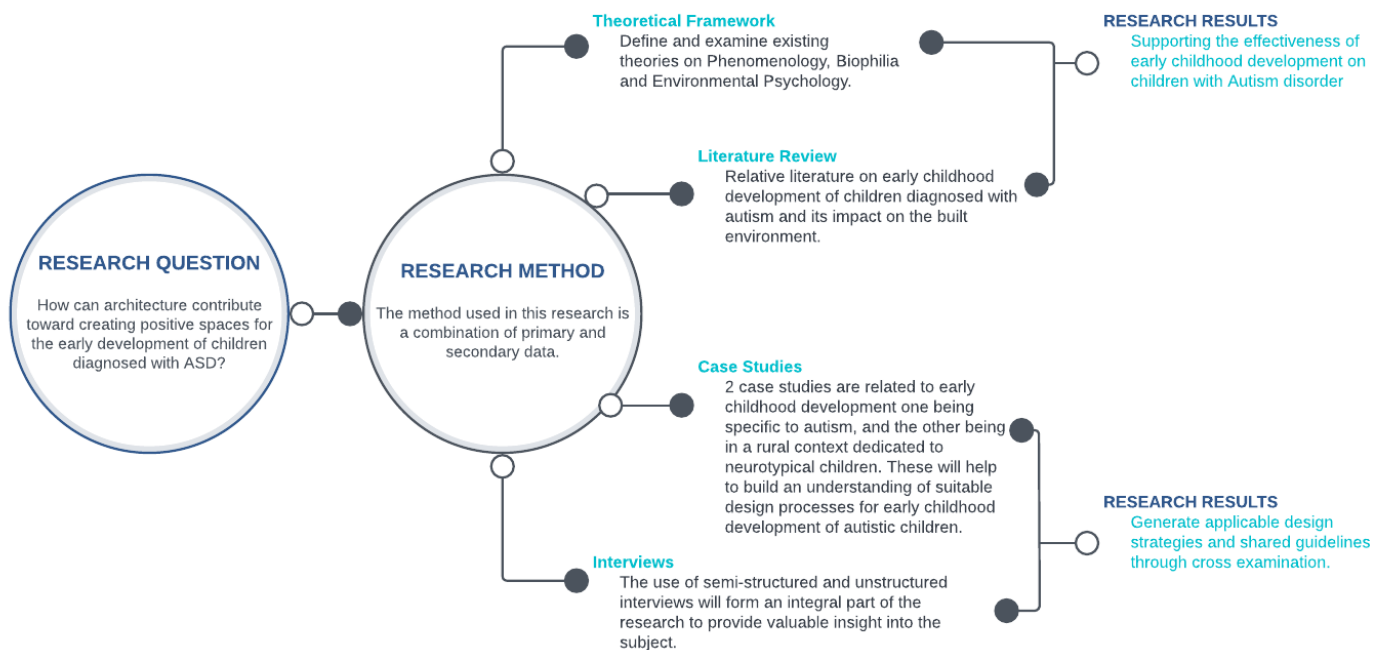 RESEARCH QUESTION
How can architecture contribute
toward creating positive spaces for
the early development of children
diagnosed with ASD?
RESEARCH METHOD
The method used in this research is
a combination of primary and
secondary data.
Theoretical Framework
Define and examine existing
theories on Phenomenology, Biophilia
and Environmental Psychology.
Literature Review
Relative literature on early childhood
development of children diagnosed with
autism and its impact on the built
environment.
RESEARCH RESULTS
Supporting the effectiveness of
early childhood development on
children with Autism disorder
Case Studies
2 case studies are related to early
childhood development one being
specific to autism, and the other being
in a rural context dedicated to
neurotypical children. These will help
to build an understanding of suitable
design processes for early childhood
development of autistic children.
Interviews
The use of semi-structured and unstructured
interviews will form an integral part of the
research to provide valuable insight into the
subject.
RESEARCH RESULTS
Generate applicable design
strategies and shared guidelines
through cross examination.